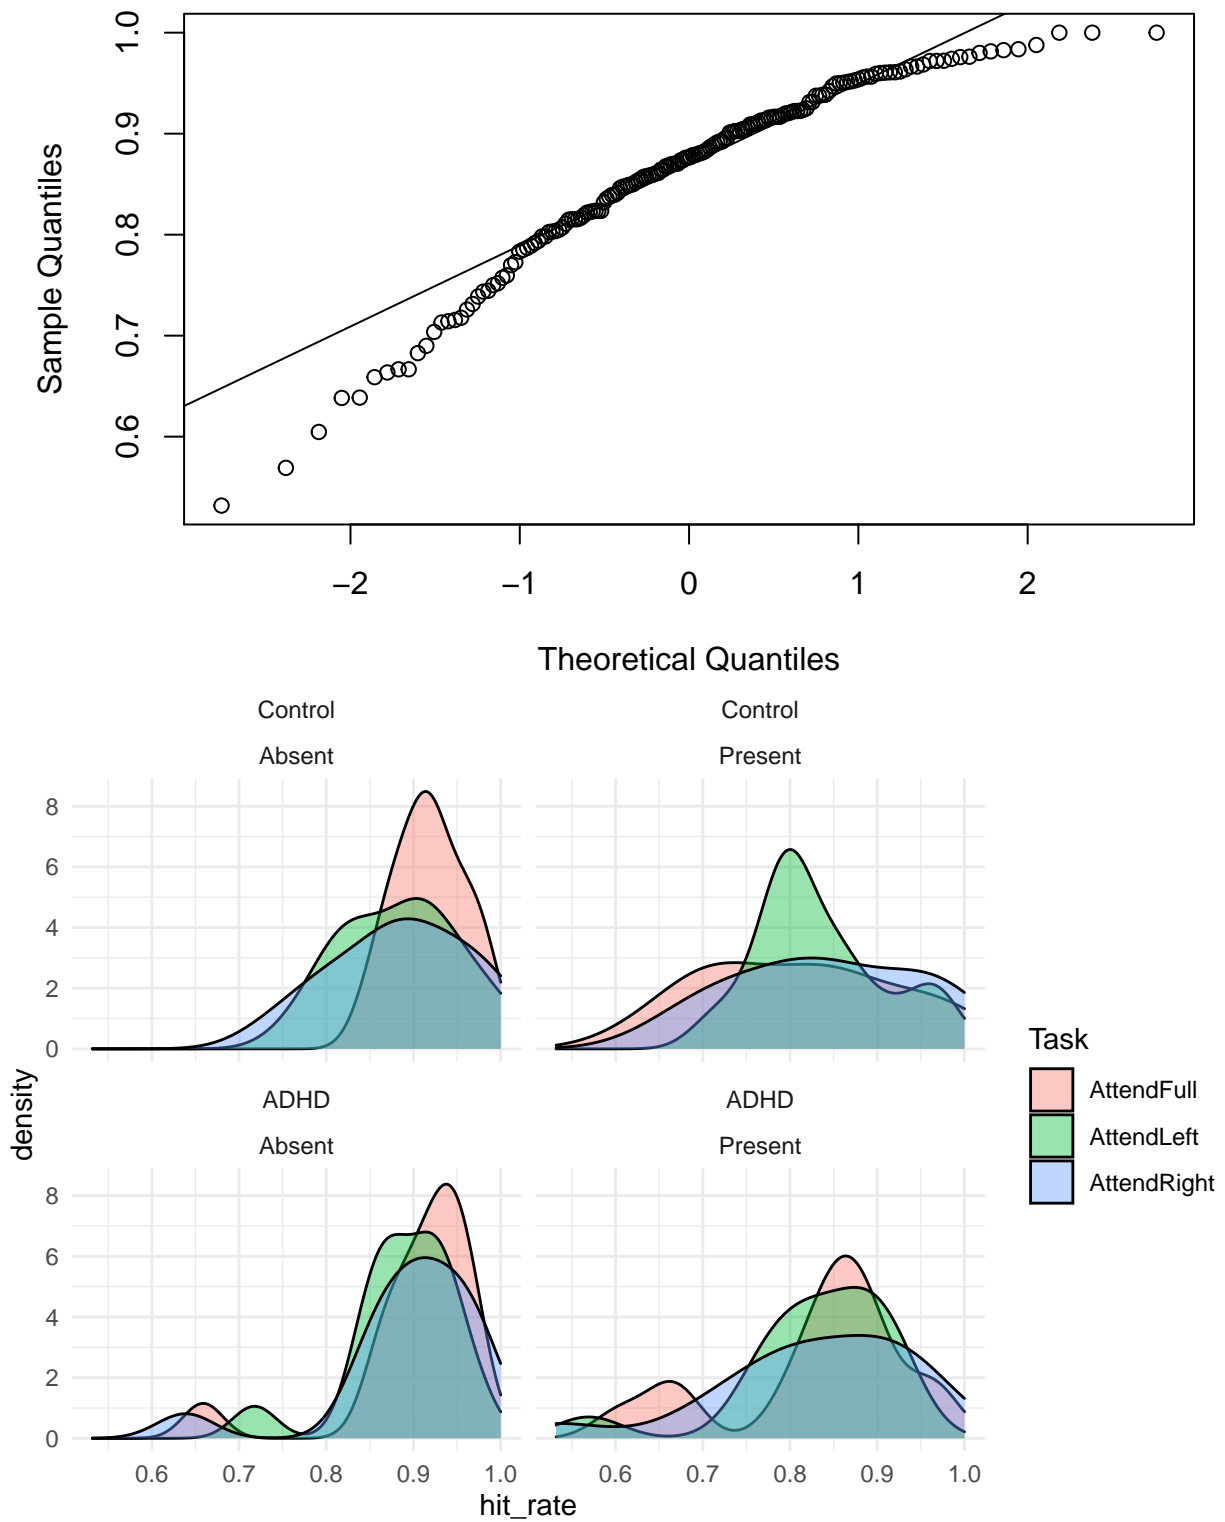 1.0
0.9
0.8
0.7
0.6
Sample Quantiles
−2 −1 0 1 2
Theoretical Quantiles
Control Control
Absent Present
8
6
4
2
0
density
ADHD ADHD
Absent Present
8
6
4
2
0
0.6 0.7 0.8 0.9 1.0 0.6 0.7 0.8 0.9 1.0
hit_rate
Task
AttendFull
AttendLeft
AttendRight